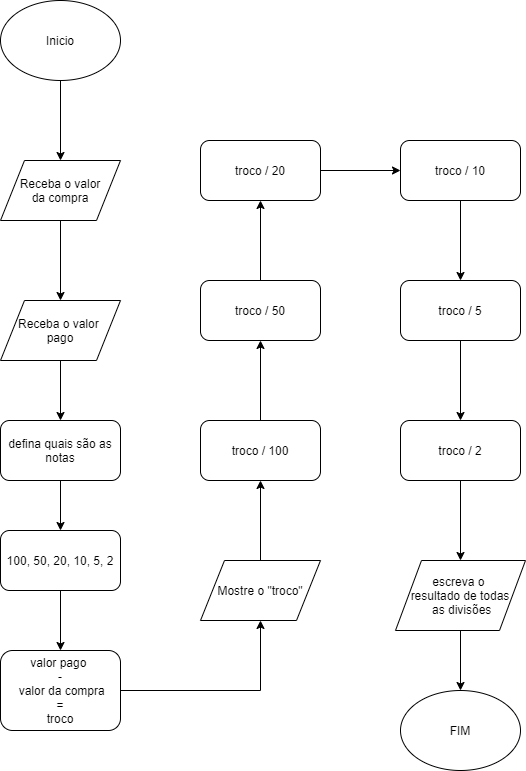 Inicio
Receba o valor
da compra
Receba o valor
pago
defina quais são as
notas
100, 50, 20, 10, 5, 2
valor pago
-
valor da compra
=
troco
Mostre o "troco"
troco / 100
troco / 50
troco / 20
troco / 10
troco / 5
troco / 2
escreva o
resultado de todas
as divisões
FIM